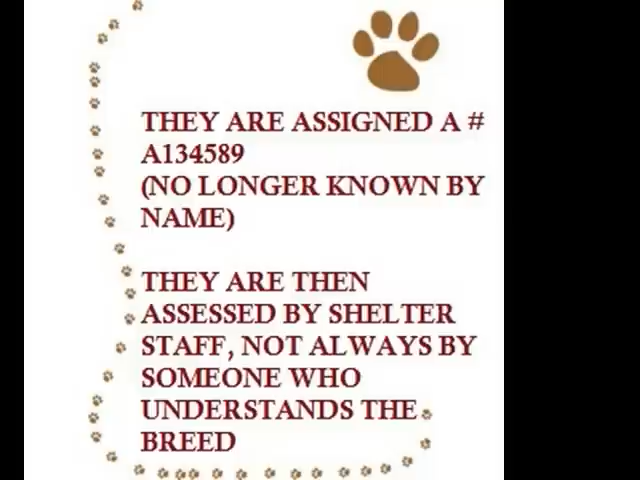 THEY ARE ASSIGNED A #
A134589
(NO LONGER KNOWN BY
NAME)
THEY ARE THEN
ASSESSED BY SHELTER
STAFF, NOT ALWAYS BY
SOMEONE WHO
UNDERSTANDS THE
BREED